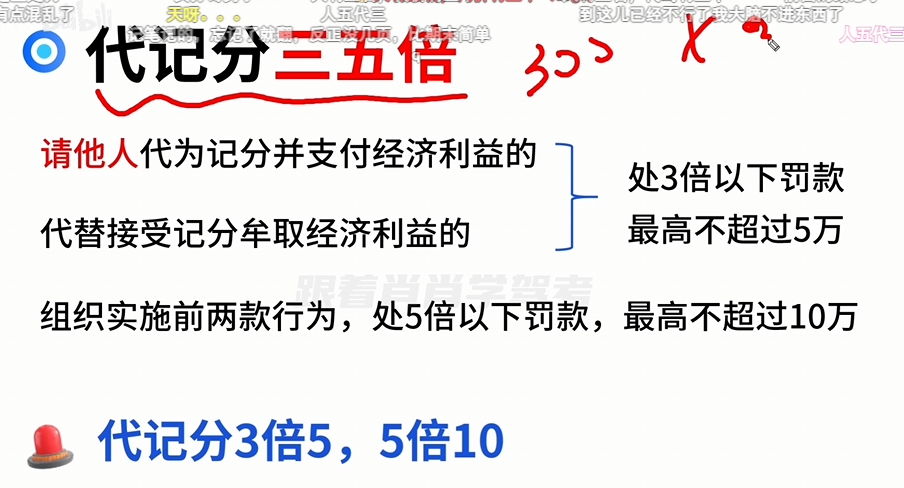 有点混乱了
天呀。。。
人五代三
到这儿已经不行了我大脑不进东西了
代记分三五倍
300 ×
人五代三
请他人代为记分并支付经济利益的
处3倍以下罚款
代替接受记分牟取经济利益的
最高不超过5万
跟着肖肖学驾考
组织实施前两款行为，处5倍以下罚款，最高不超过10万
代记分3倍5，5倍10